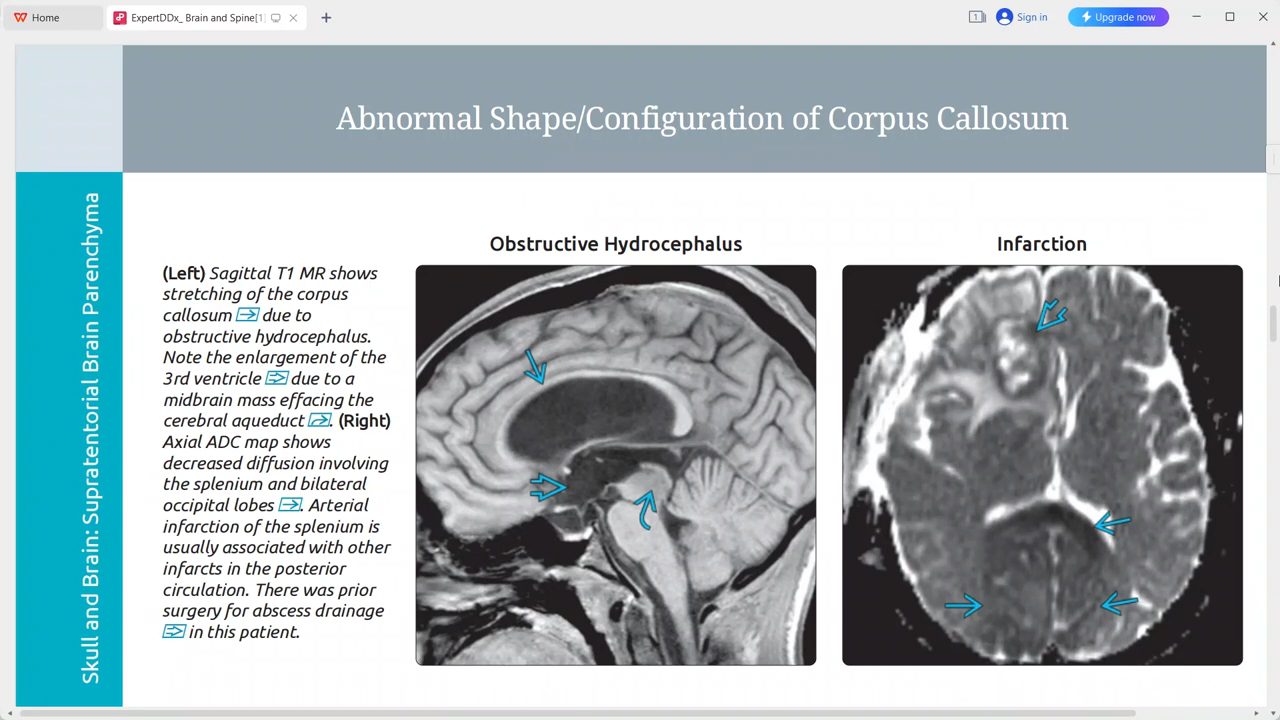 Home
ExpertDDx_ Brain and Spine[1]
1
Sign in
Upgrade now
Abnormal Shape/Configuration of Corpus Callosum
Skull and Brain: Supratentorial Brain Parenchyma
(Left) Sagittal T1 MR shows
stretching of the corpus
callosum due to
obstructive hydrocephalus.
Note the enlargement of the
3rd ventricle due to a
midbrain mass effacing the
cerebral aqueduct . (Right)
Axial ADC map shows
decreased diffusion involving
the splenium and bilateral
occipital lobes . Arterial
infarction of the splenium is
usually associated with other
infarcts in the posterior
circulation. There was prior
surgery for abscess drainage
in this patient.
Obstructive Hydrocephalus
Infarction